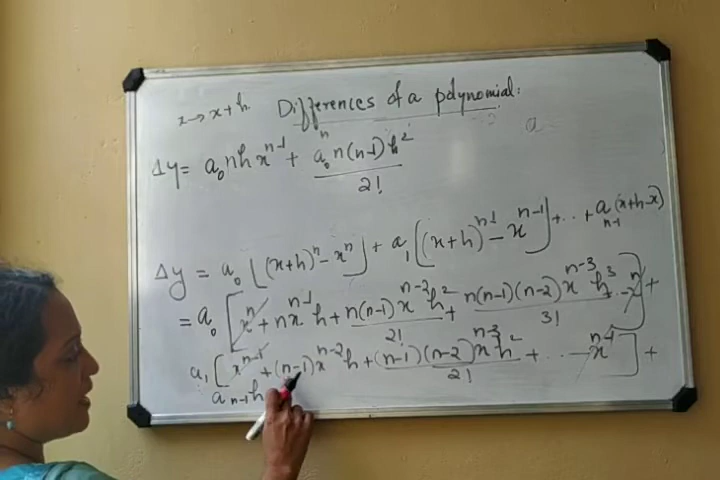 x → x+h Differences of a polynomial:
Δy = a₀nhxⁿ⁻¹ + a₀ⁿn(n-1)h²/2!
Δy = a₀[(x+h)ⁿ - xⁿ] + a₁[(x+h)ⁿ⁻¹ - xⁿ⁻¹] + ... + aₙ₋₁(x+h-x)
= a₀[xⁿ + nxⁿ⁻¹h + n(n-1)xⁿ⁻²h²/2! + n(n-1)(n-2)xⁿ⁻³h³/3! ... - xⁿ] +
a₁[xⁿ⁻¹ + (n-1)xⁿ⁻²h + (n-1)(n-2)xⁿ⁻³h²/2! + ... - xⁿ⁻¹] +
aₙ₋₁h